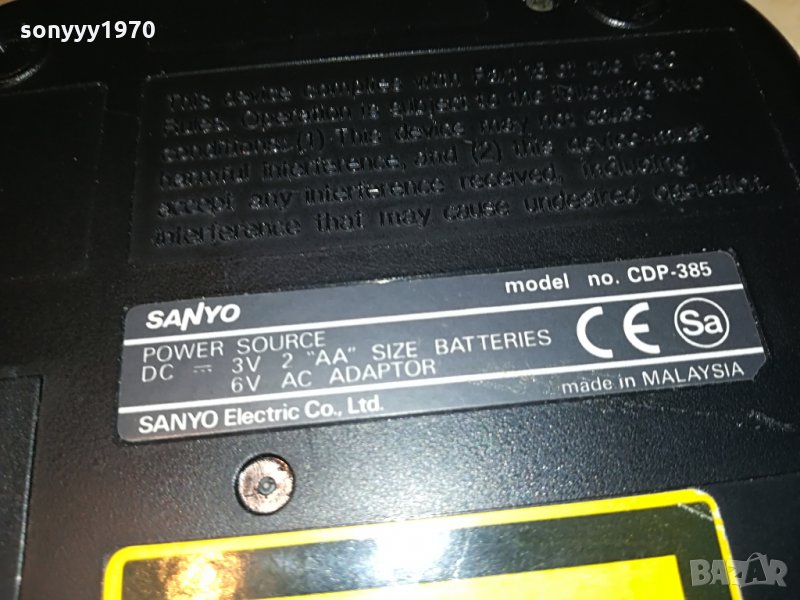 sonyyy1970
This device complies with Part 15 of the FCC
Rules. Operation is subject to the following two
conditions: (1) This device may not cause
harmful interference, and (2) this device must
accept any interference received, including
interference that may cause undesired operation.
SANYO
model no. CDP-385
POWER SOURCE
DC 3V 2 "AA" SIZE BATTERIES
6V AC ADAPTOR
CE Sa
SANYO Electric Co., Ltd.
made in MALAYSIA
BAZAR